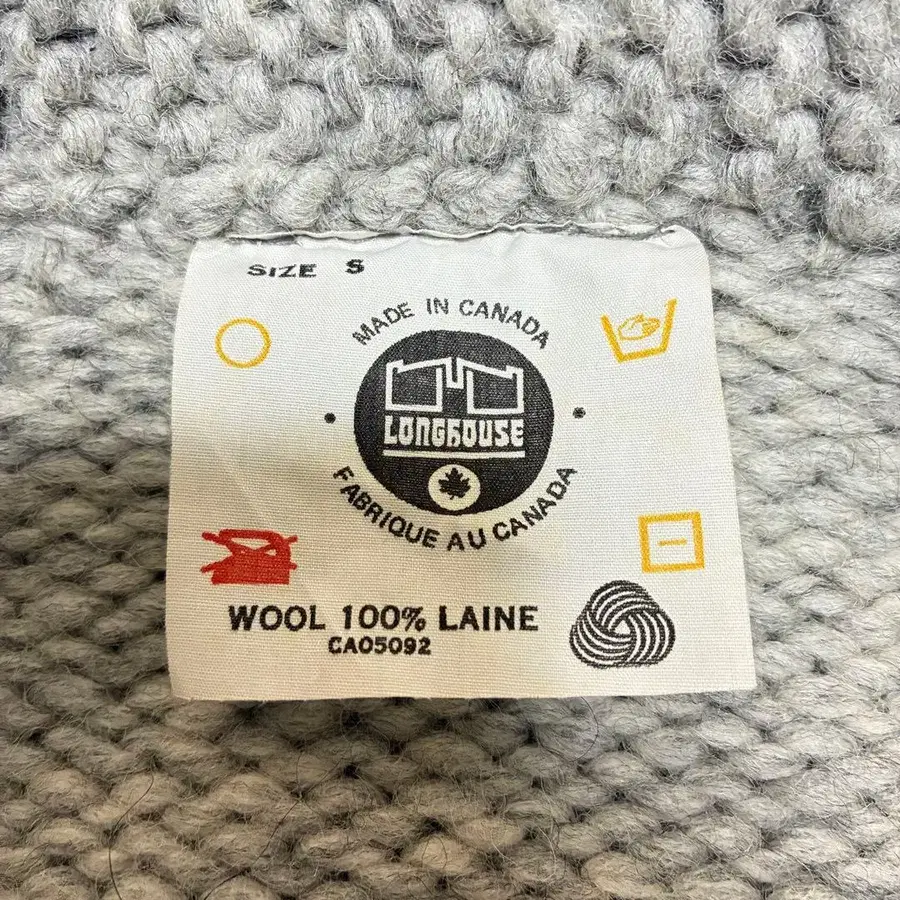 SIZE S
MADE IN CANADA
LONGHOUSE
FABRIQUE AU CANADA
WOOL 100% LAINE
CA05092